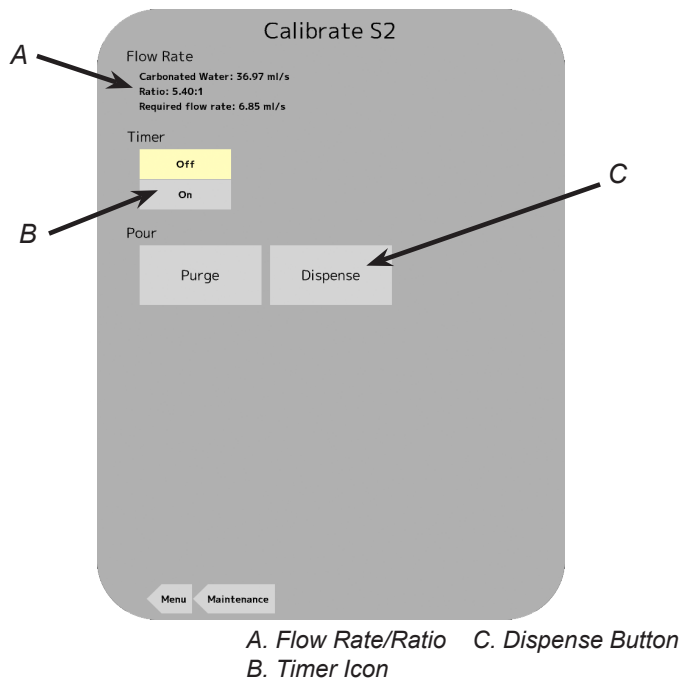 Calibrate S2
A
Flow Rate
Carbonated Water: 36.97 ml/s
Ratio: 5.40:1
Required flow rate: 6.85 ml/s
Timer
Off
On
C
B
Pour
Purge
Dispense
Menu
Maintenance
A. Flow Rate/Ratio C. Dispense Button
B. Timer Icon